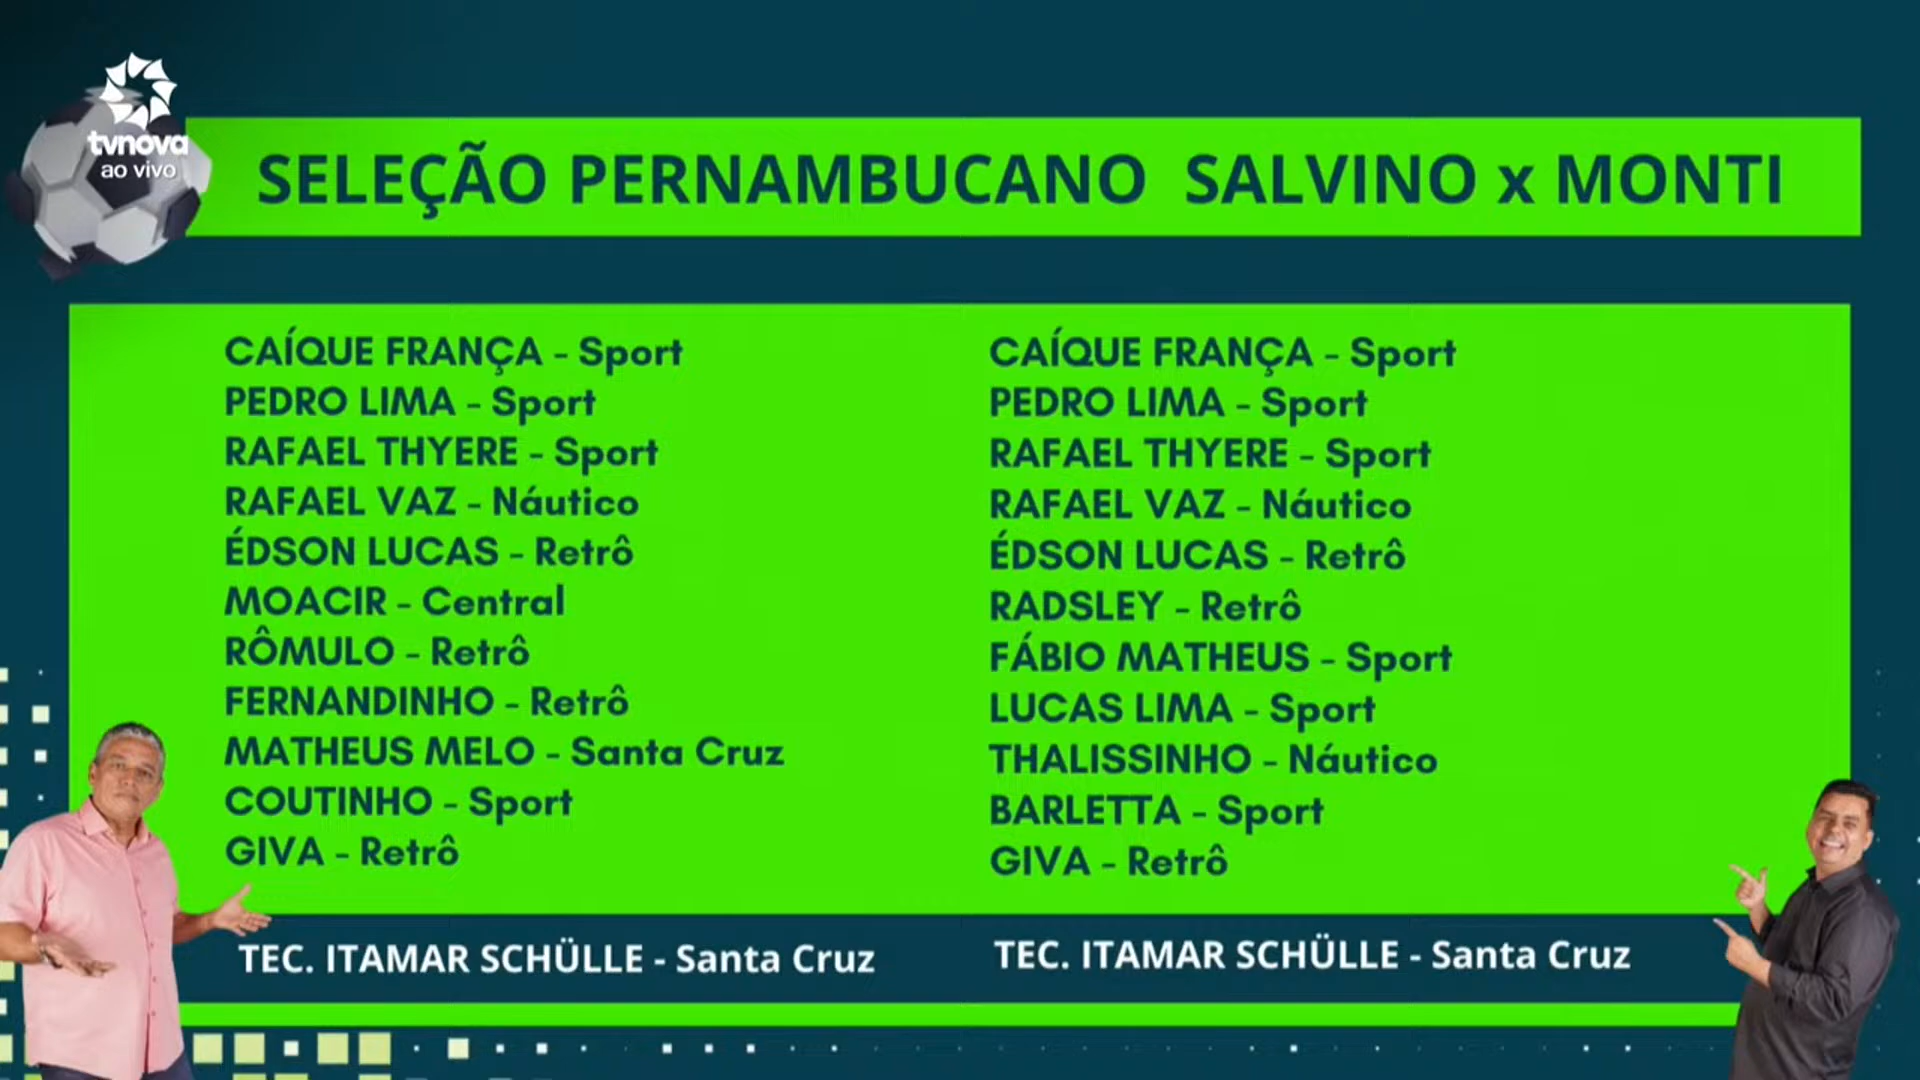 tvnova
ao vivo
SELEÇÃO PERNAMBUCANO SALVINO x MONTI
CAÍQUE FRANÇA - Sport
PEDRO LIMA - Sport
RAFAEL THYERE - Sport
RAFAEL VAZ - Náutico
ÉDSON LUCAS - Retrô
MOACIR - Central
RÔMULO - Retrô
FERNANDINHO - Retrô
MATHEUS MELO - Santa Cruz
COUTINHO - Sport
GIVA - Retrô
TEC. ITAMAR SCHÜLLE - Santa Cruz
CAÍQUE FRANÇA - Sport
PEDRO LIMA - Sport
RAFAEL THYERE - Sport
RAFAEL VAZ - Náutico
ÉDSON LUCAS - Retrô
RADSLEY - Retrô
FÁBIO MATHEUS - Sport
LUCAS LIMA - Sport
THALISSINHO - Náutico
BARLETTA - Sport
GIVA - Retrô
TEC. ITAMAR SCHÜLLE - Santa Cruz